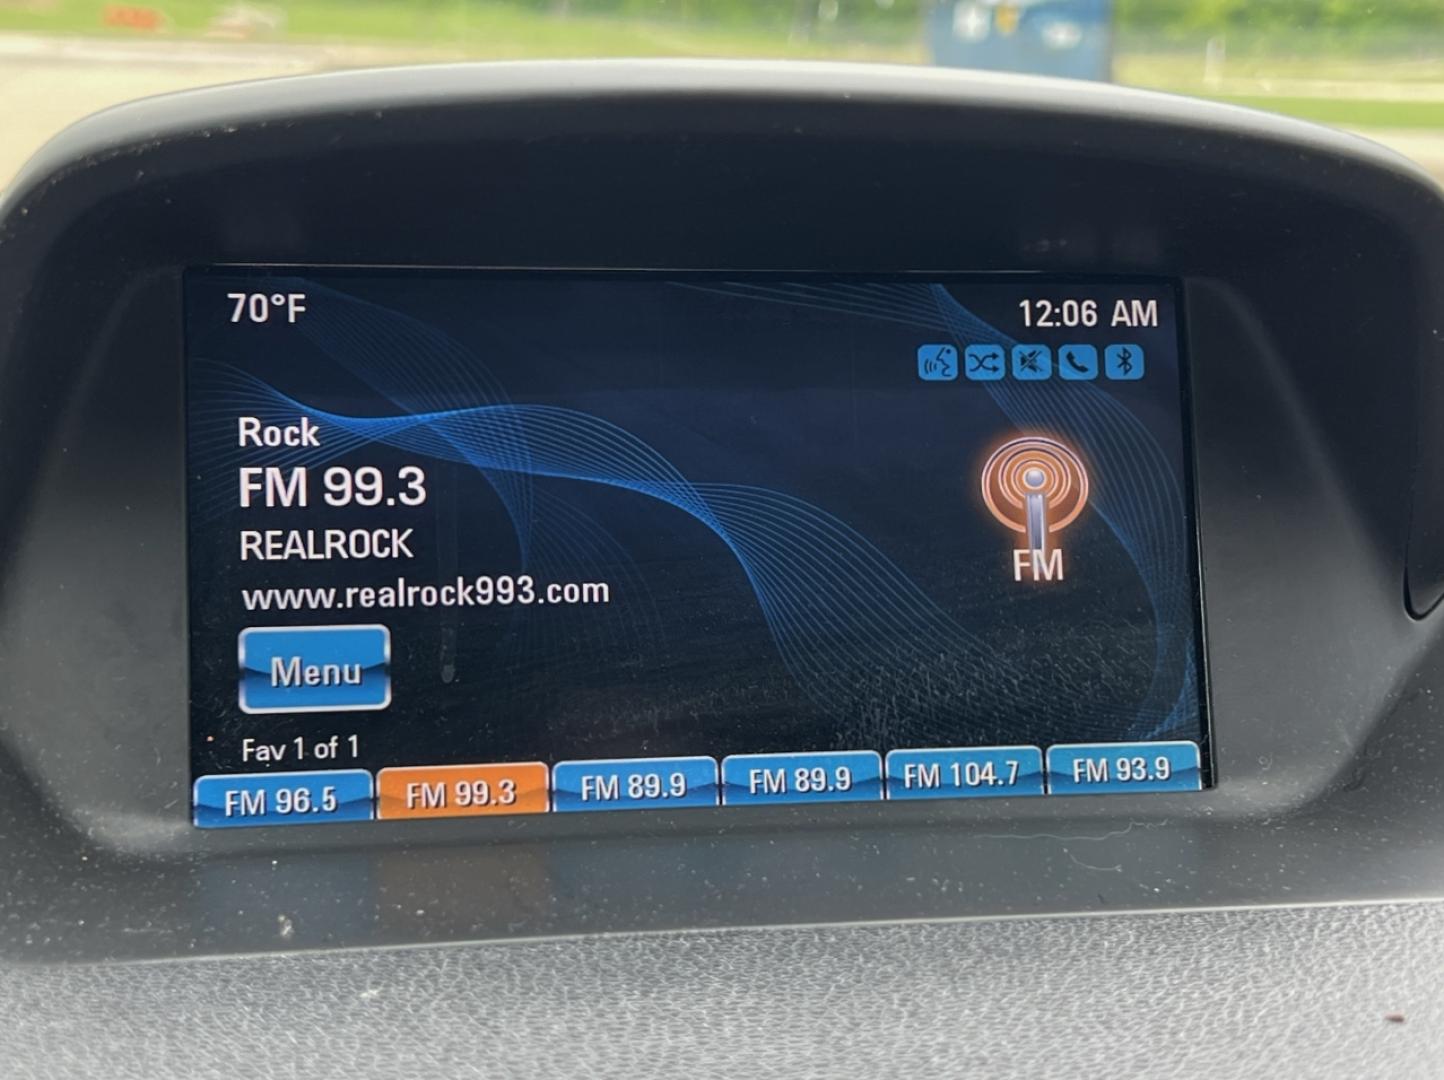 70°F
12:06 AM
Rock
FM 99.3
REALROCK
www.realrock993.com
FM
Menu
Fav 1 of 1
FM 96.5 FM 99.3 FM 89.9 FM 89.9 FM 104.7 FM 93.9